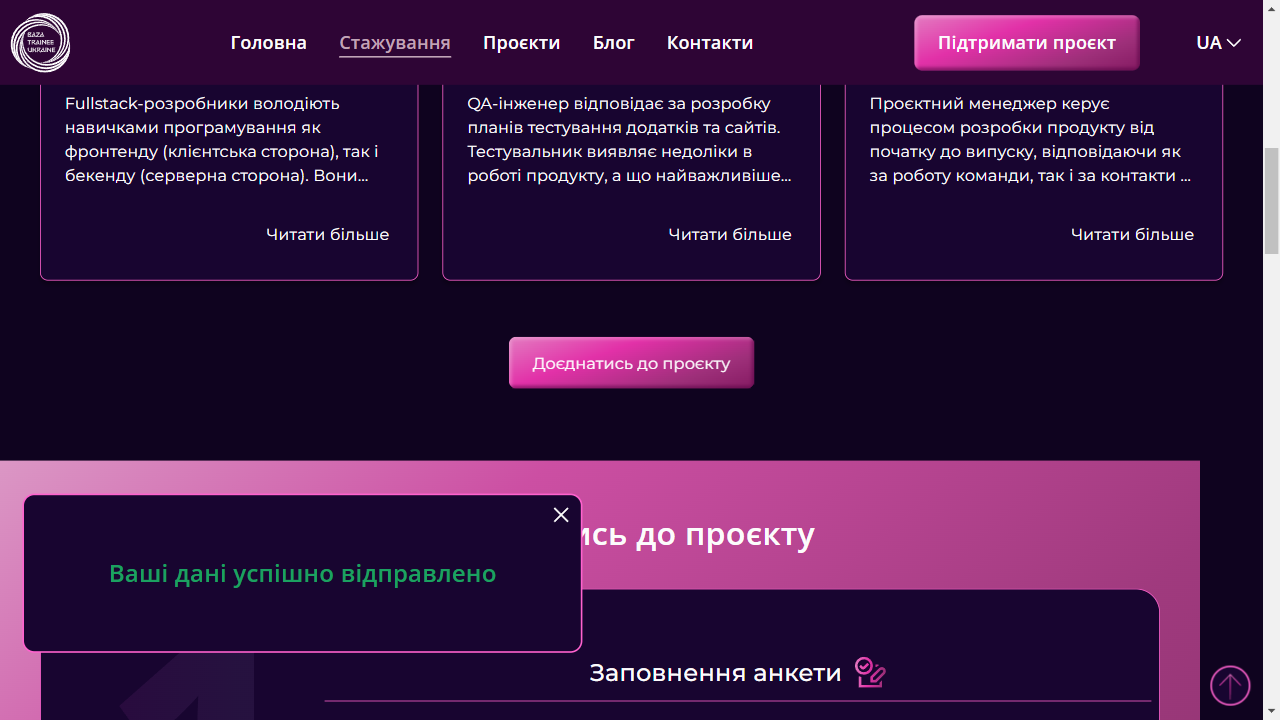 BAZA
TRAINEE
UKRAINE
Головна
Стажування
Проєкти
Блог
Контакти
Підтримати проєкт
UA
Fullstack-розробники володіють
навичками програмування як
фронтенду (клієнтська сторона), так і
бекенду (серверна сторона). Вони...
Читати більше
QA-інженер відповідає за розробку
планів тестування додатків та сайтів.
Тестувальник виявляє недоліки в
роботі продукту, а що найважливіше...
Читати більше
Проєктний менеджер керує
процесом розробки продукту від
початку до випуску, відповідаючи як
за роботу команди, так і за контакти ...
Читати більше
Доєднатись до проєкту
ись до проєкту
Ваші дані успішно відправлено
1
Заповнення анкети